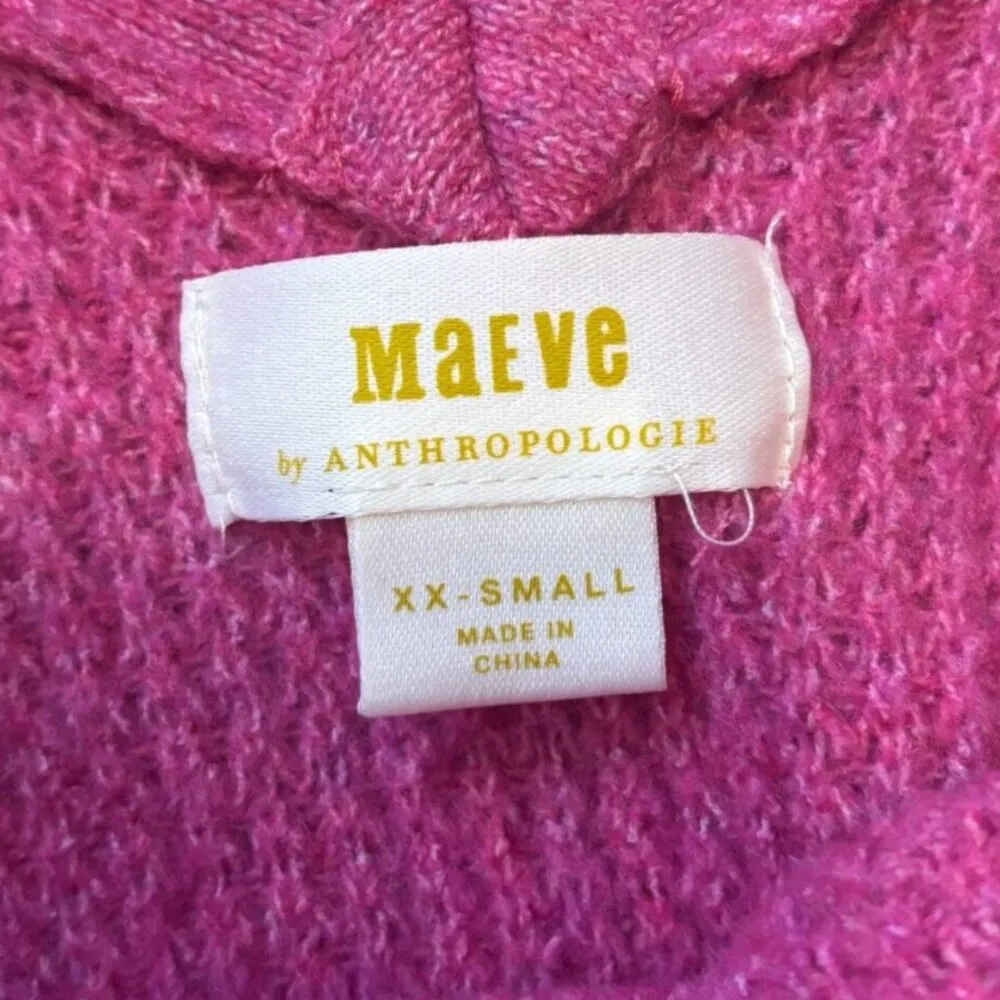 MaEVe
by ANTHROPOLOGIE
XX-SMALL
MADE IN
CHINA